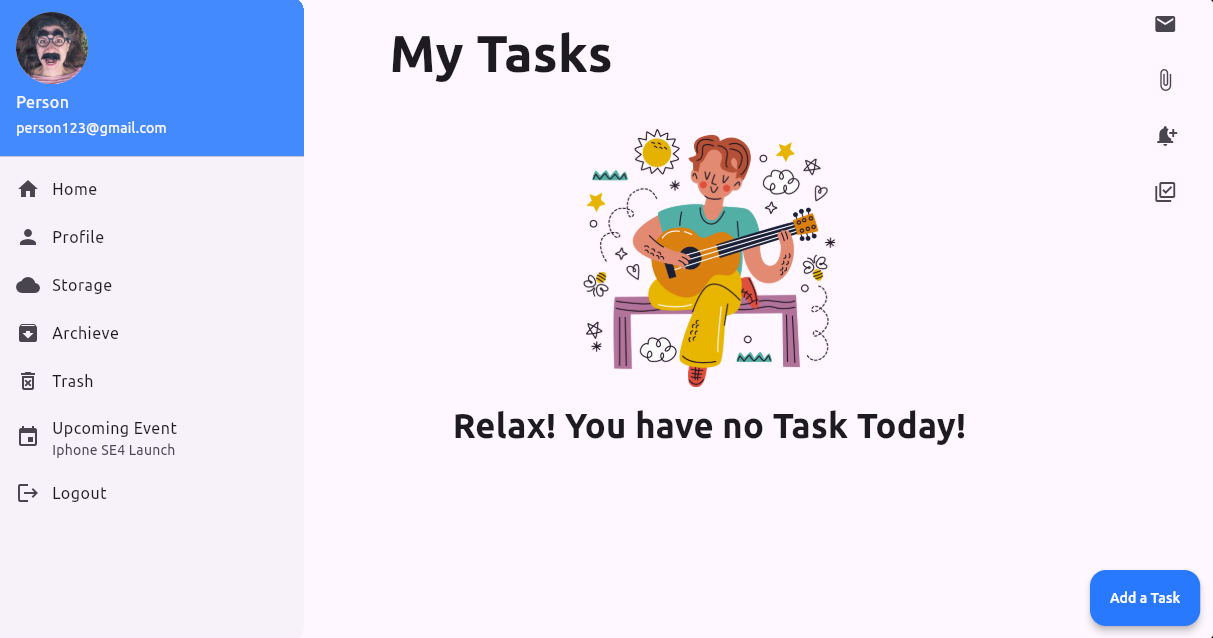 Person
person123@gmail.com
Home
Profile
Storage
Archieve
Trash
Upcoming Event
Iphone SE4 Launch
Logout
My Tasks
Relax! You have no Task Today!
Add a Task